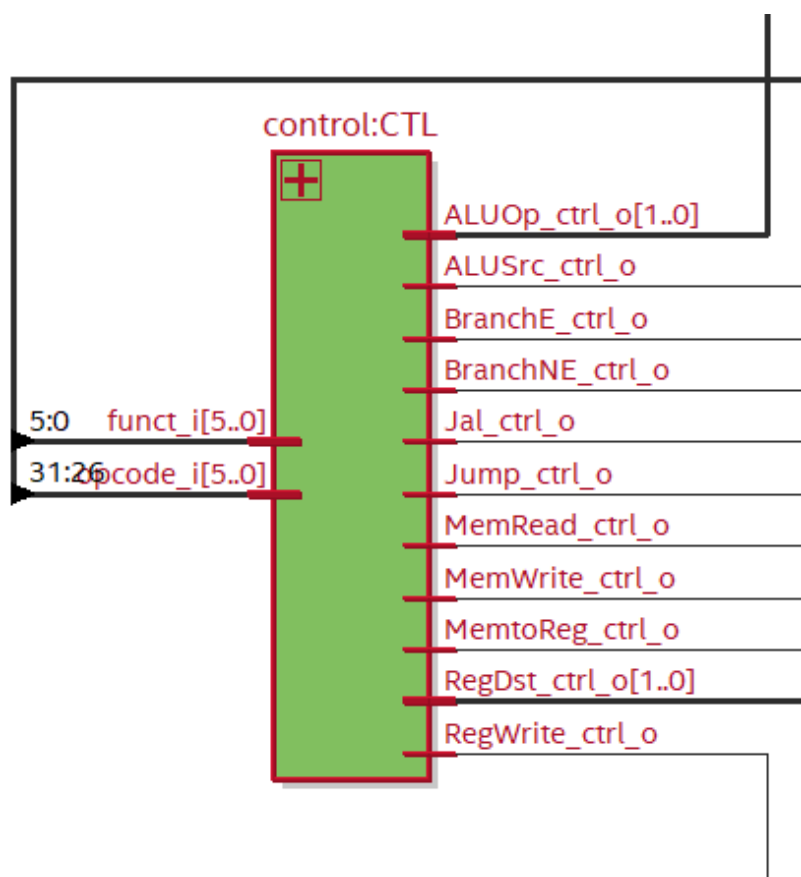 control:CTL
ALUOp_ctrl_o[1..0]
ALUSrc_ctrl_o
BranchE_ctrl_o
BranchNE_ctrl_o
5:0 funct_i[5..0] Jal_ctrl_o
31:26 opcode_i[5..0] Jump_ctrl_o
MemRead_ctrl_o
MemWrite_ctrl_o
MemtoReg_ctrl_o
RegDst_ctrl_o[1..0]
RegWrite_ctrl_o